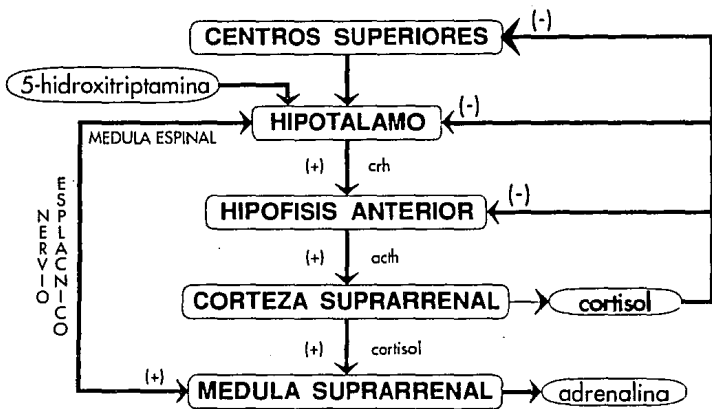 CENTROS SUPERIORES
(-)
5-hidroxitriptamina
HIPOTALAMO
(-)
MEDULA ESPINAL
(+) crh
NERVIO
ESPLACNICO
HIPOFISIS ANTERIOR
(-)
(+) acth
CORTEZA SUPRARRENAL
cortisol
(+) cortisol
(+)
MEDULA SUPRARRENAL
adrenalina